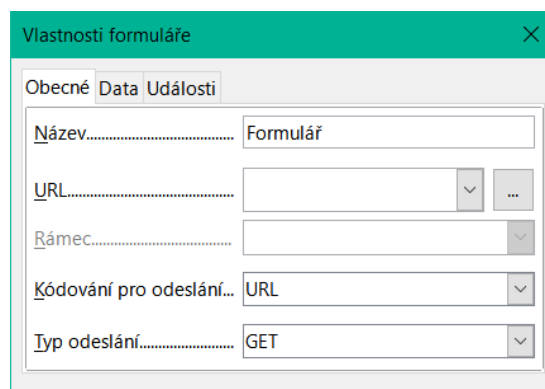 Vlastnosti formuláře
Obecné Data Události
Název........................................ Formulář
URL............................................. ...
Rámec......................................
Kódování pro odeslání... URL
Typ odeslání......................... GET